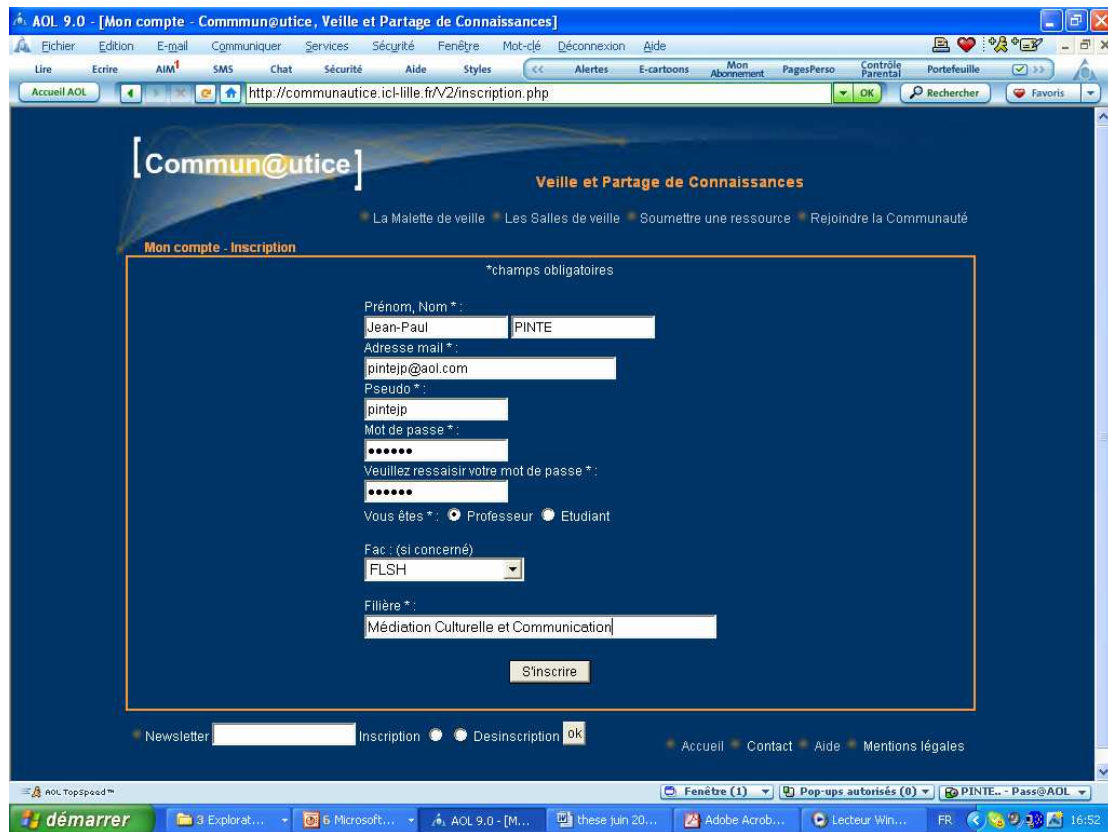 AOL 9.0 - [Mon compte - Commmun@utice, Veille et Partage de Connaissances]
Fichier Edition E-mail Communiquer Services Sécurité Fenêtre Mot-clé Déconnexion Aide
Lire Ecrire AIM 1 SMS Chat Sécurité Aide Styles << Alertes E-cartoons Mon Abonnement PagesPerso Contrôle Parental Portefeuille >>
Accueil AOL http://communautice.icl-lille.fr/V2/inscription.php OK Rechercher Favoris
[Commun@utice]
Veille et Partage de Connaissances
La Malette de veille Les Salles de veille Soumettre une ressource Rejoindre la Communauté
Mon compte - Inscription
*champs obligatoires
Prénom, Nom * :
Jean-Paul PINTE
Adresse mail * :
pintejp@aol.com
Pseudo * :
pintejp
Mot de passe * :
••••••
Veuillez ressaisir votre mot de passe * :
••••••
Vous êtes * : Professeur Etudiant
Fac : (si concerné)
FLSH
Filière * :
Médiation Culturelle et Communication
S'inscrire
Newsletter Inscription Desinscription ok
Accueil Contact Aide Mentions légales
AOL TopSpeed™ Fenêtre (1) Pop-ups autorisés (0) PINTE.. - Pass@AOL
démarrer 3 Explorat... 6 Microsoft... AOL 9.0 - [M... these juin 20... Adobe Acrob... Lecteur Win... FR 16:52